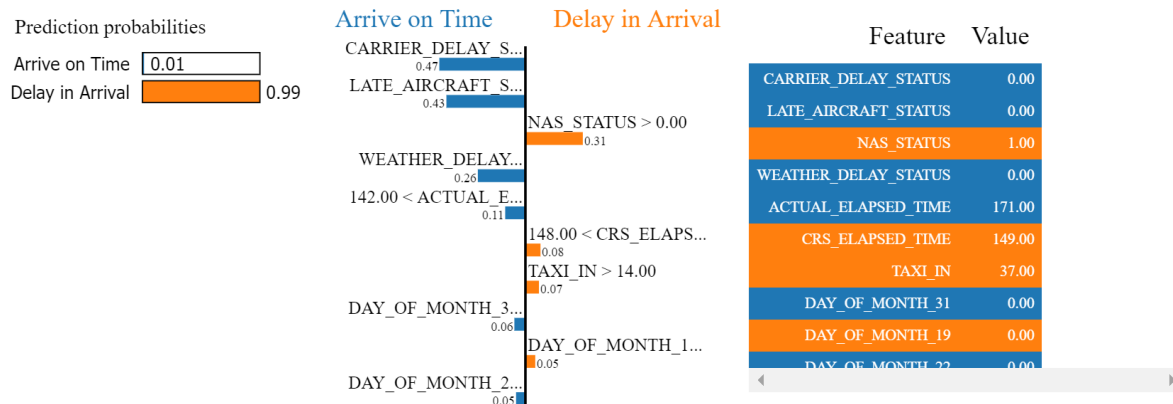 Prediction probabilities
Arrive on Time 0.01
Delay in Arrival 0.99
Arrive on Time Delay in Arrival
CARRIER_DELAY_S...
0.47
LATE_AIRCRAFT_S...
0.43
NAS_STATUS > 0.00
0.31
WEATHER_DELAY...
0.26
142.00 < ACTUAL_E...
0.11
148.00 < CRS_ELAPS...
0.08
TAXI_IN > 14.00
0.07
DAY_OF_MONTH_3...
0.06
DAY_OF_MONTH_1...
0.05
DAY_OF_MONTH_2...
0.05
Feature Value
CARRIER_DELAY_STATUS 0.00
LATE_AIRCRAFT_STATUS 0.00
NAS_STATUS 1.00
WEATHER_DELAY_STATUS 0.00
ACTUAL_ELAPSED_TIME 171.00
CRS_ELAPSED_TIME 149.00
TAXI_IN 37.00
DAY_OF_MONTH_31 0.00
DAY_OF_MONTH_19 0.00
DAY_OF_MONTH_22 0.00